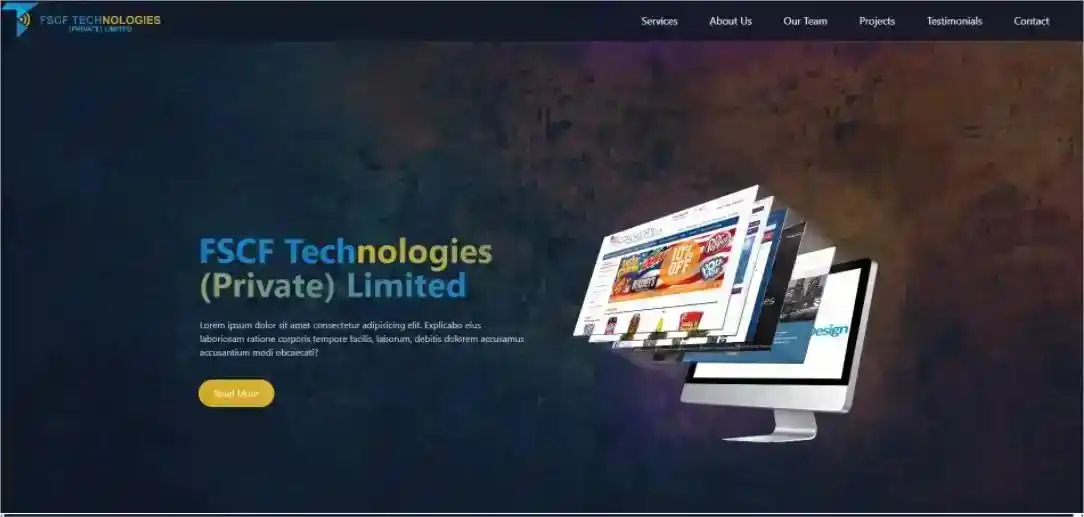 FSCF TECHNOLOGIES
(PRIVATE) LIMITED
Services About Us Our Team Projects Testimonials Contact
FSCF Technologies
(Private) Limited
Lorem ipsum dolor sit amet consectetur adipisicing elit. Explicabo eius
laboriosam ratione corporis tempore facilis, laborum, debitis dolorem accusamus
accusantium modi obcaecati?
Read More
10%
OFF
Design